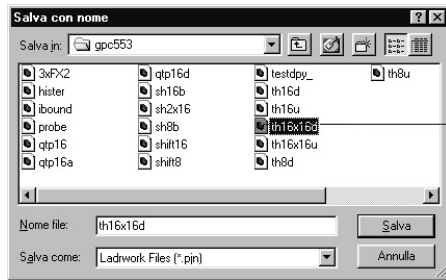 Salva con nome
Salva in: gpc553
3xFX2 qtp16d testdpy_ th8u
hister sh16b th16d
ibound sh2x16 th16u
probe sh8b th16x16d
qtp16 shift16 th16x16u
qtp16a shift8 th8d
Nome file: th16x16d Salva
Salva come: Ladrwork Files (*.pjn) Annulla